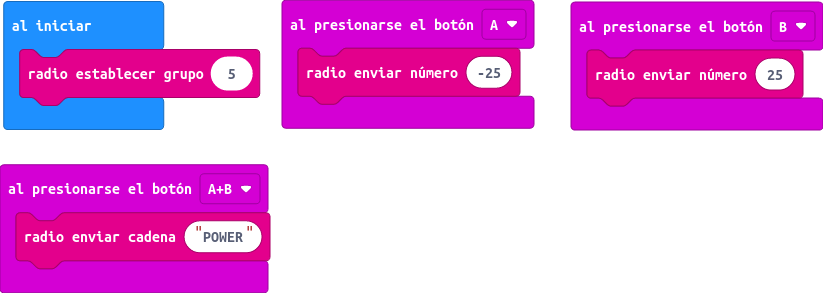 al iniciar
radio establecer grupo 5
al presionarse el botón A
radio enviar número -25
al presionarse el botón B
radio enviar número 25
al presionarse el botón A+B
radio enviar cadena "POWER"